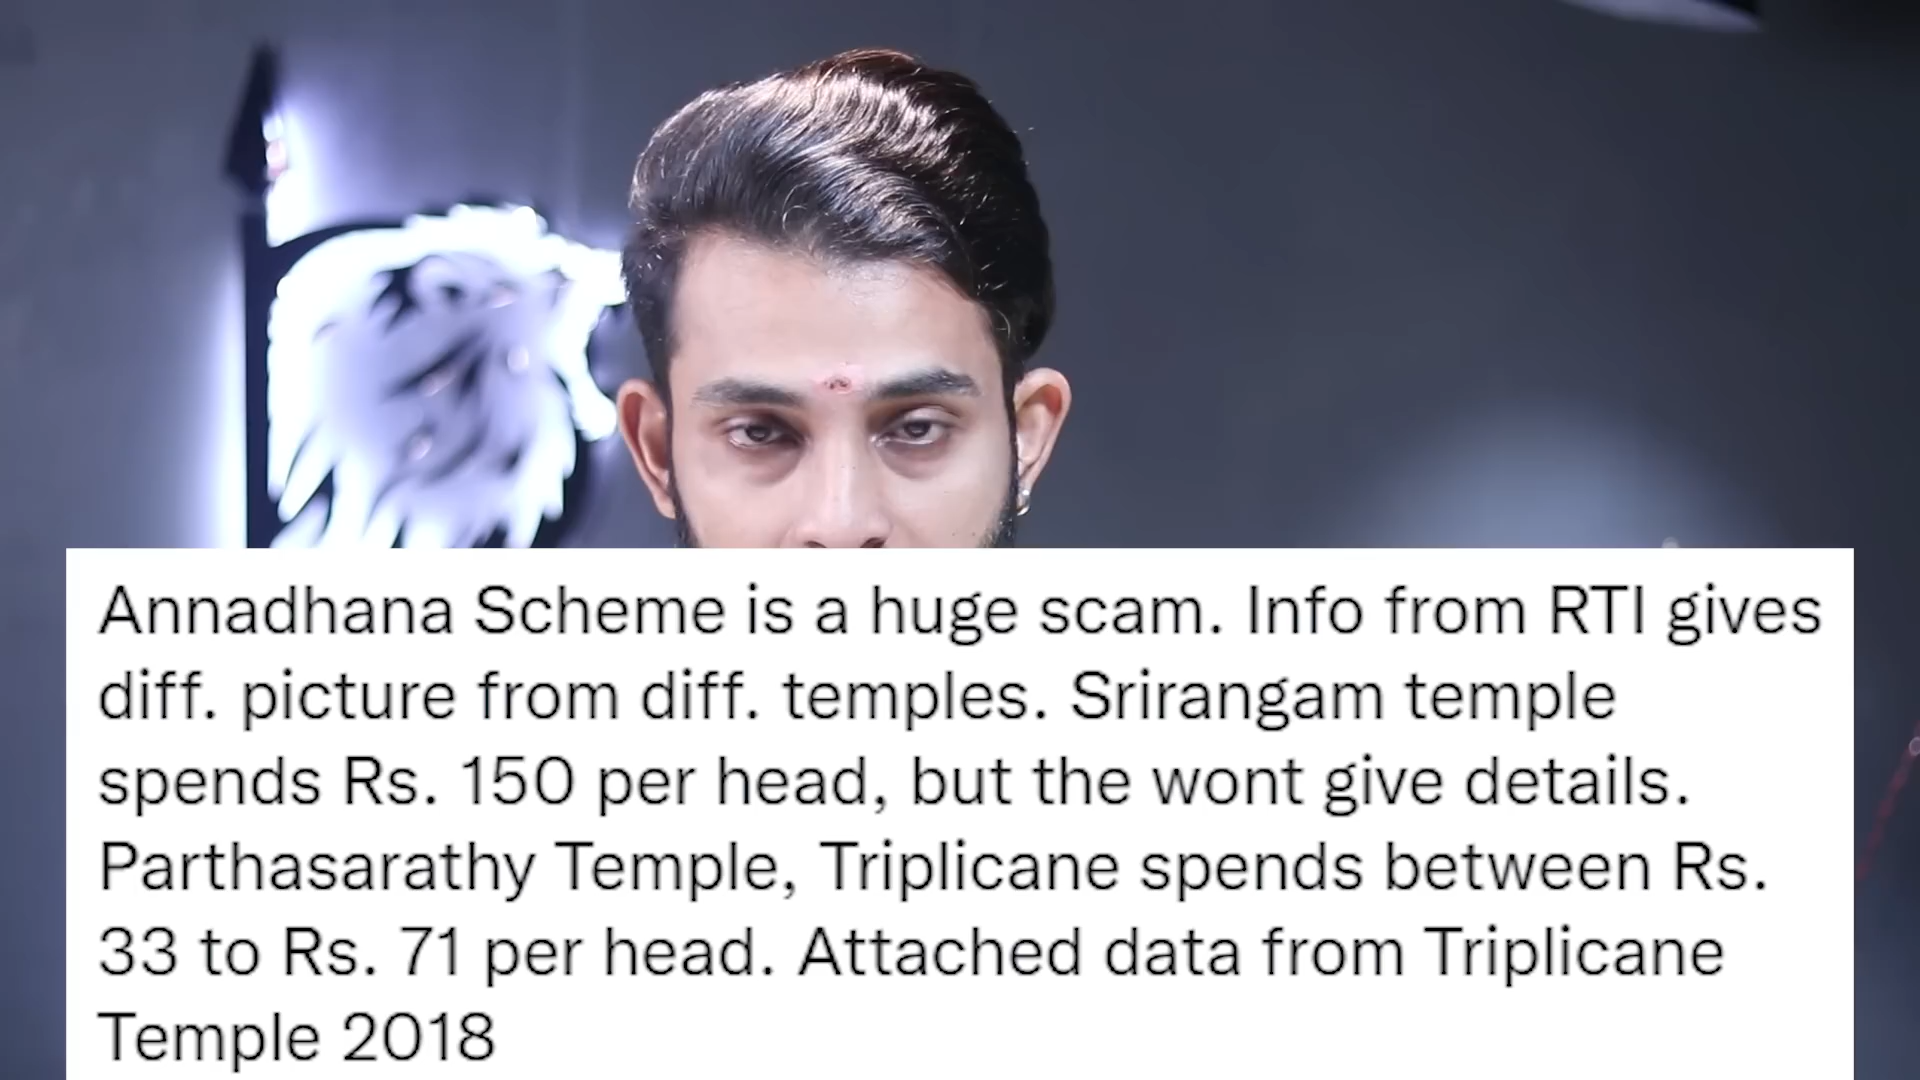 Annadhana Scheme is a huge scam. Info from RTI gives
diff. picture from diff. temples. Srirangam temple
spends Rs. 150 per head, but the wont give details.
Parthasarathy Temple, Triplicane spends between Rs.
33 to Rs. 71 per head. Attached data from Triplicane
Temple 2018